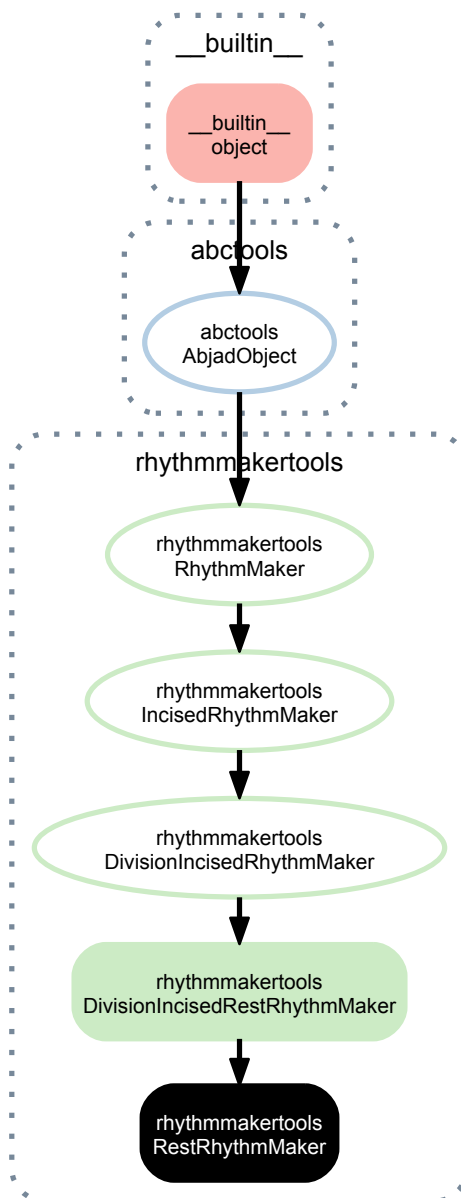 __builtin__
__builtin__
object
abctools
abctools
AbjadObject
rhythmmakertools
rhythmmakertools
RhythmMaker
rhythmmakertools
IncisedRhythmMaker
rhythmmakertools
DivisionIncisedRhythmMaker
rhythmmakertools
DivisionIncisedRestRhythmMaker
rhythmmakertools
RestRhythmMaker